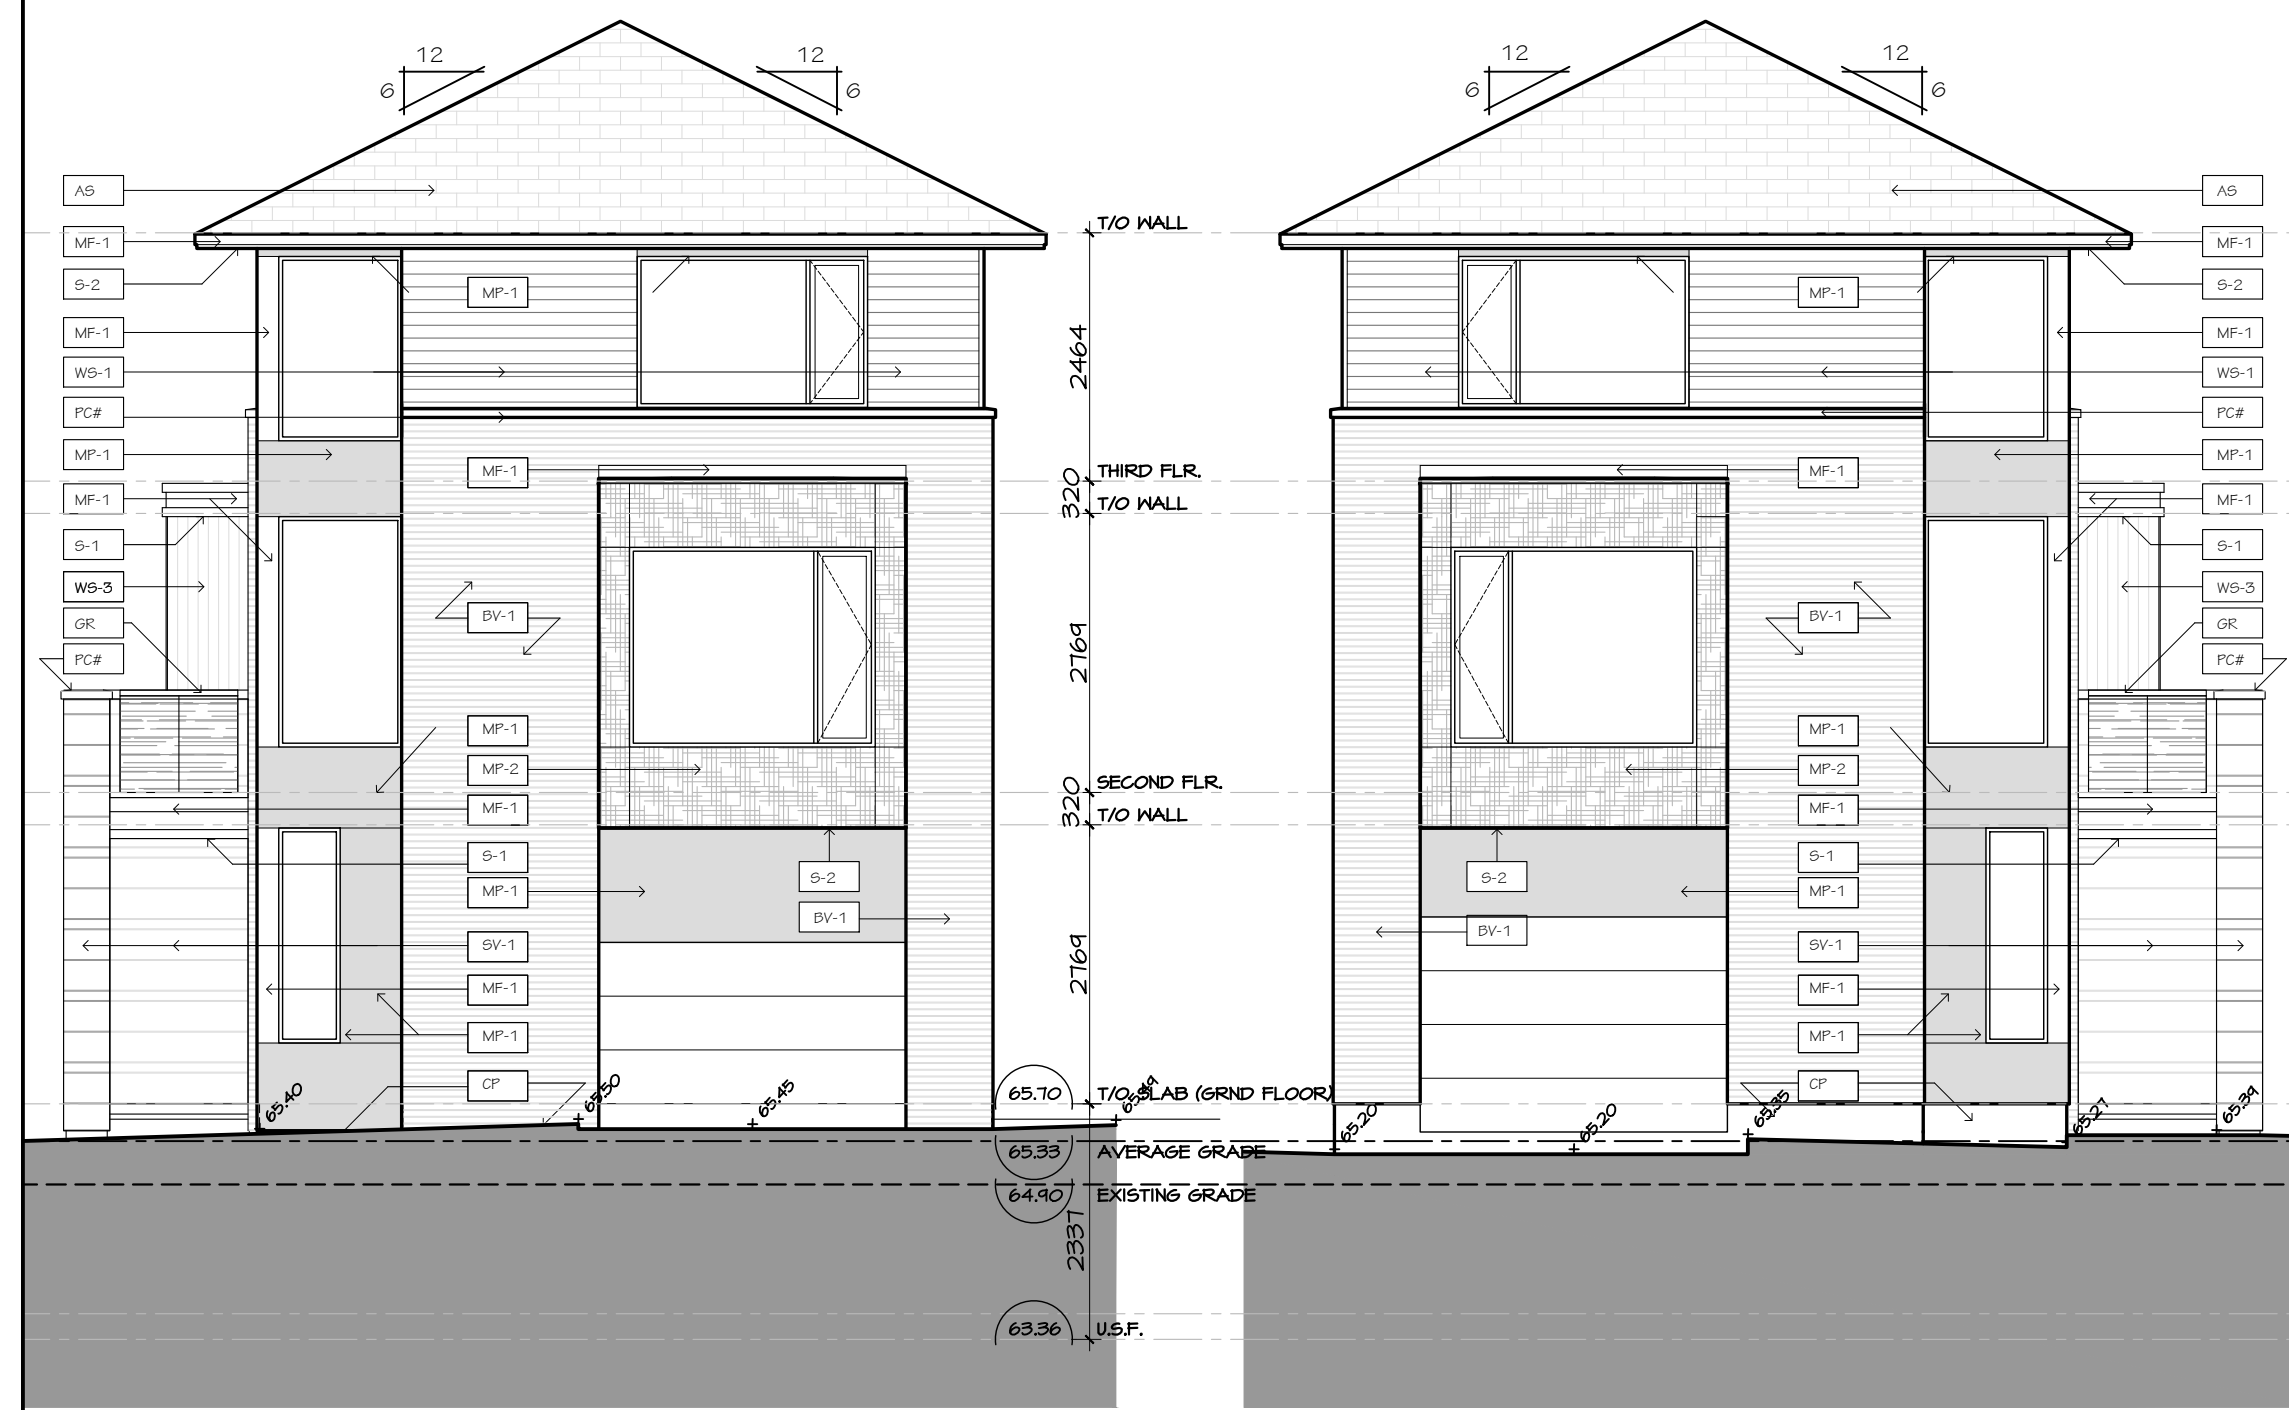 12 12 12 12
6 6 6 6
AS AS
T/O WALL
MF-1 MF-1
S-2 MP-1 MP-1 S-2
MF-1 2464 MF-1
WS-1 WS-1
PC# PC#
MP-1 MP-1
MF-1 THIRD FLR. MF-1
MF-1 320 T/O WALL MF-1
S-1 S-1
WS-3 WS-3
GR BV-1 BV-1 GR
PC# 2769 PC#
MP-1 MP-1
MP-2 MP-2
SECOND FLR.
MF-1 320 T/O WALL MF-1
S-1 S-1
MP-1 S-2 S-2 MP-1
BV-1 BV-1
SV-1 2769 SV-1
MF-1 MF-1
MP-1 MP-1
CP CP
65.40 65.50 65.45 65.70 T/O SLAB (GRND FLOOR) 65.20 65.20 65.35 65.27 65.39
65.33 AVERAGE GRADE
64.90 EXISTING GRADE
2337
63.36 U.S.F.